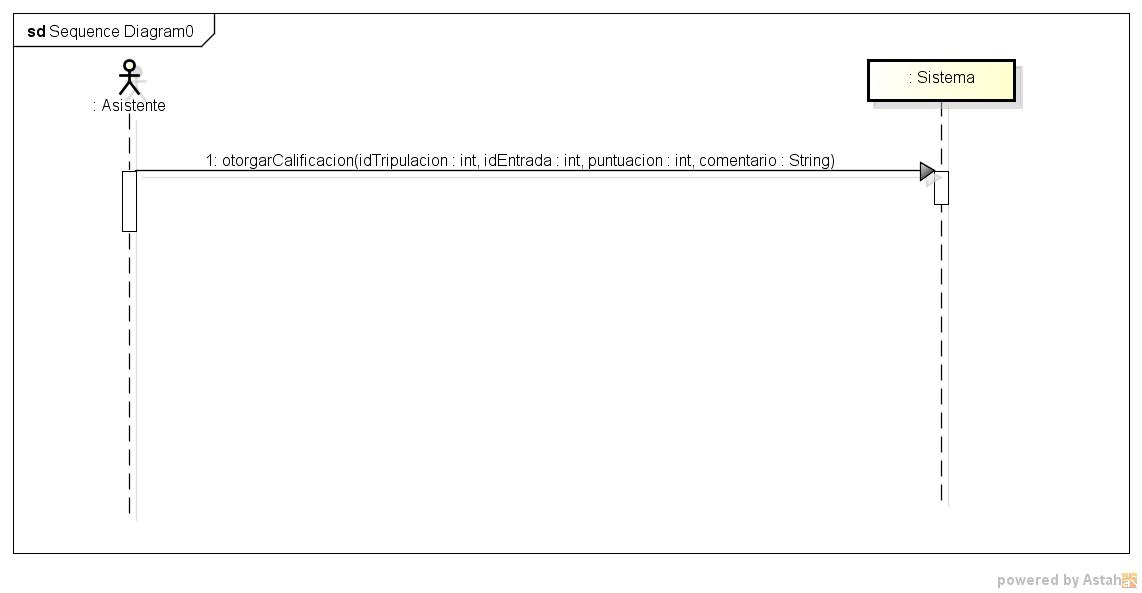 sd Sequence Diagram0
: Asistente
: Sistema
1: otorgarCalificacion(idTripulacion : int, idEntrada : int, puntuacion : int, comentario : String)
powered by Astah